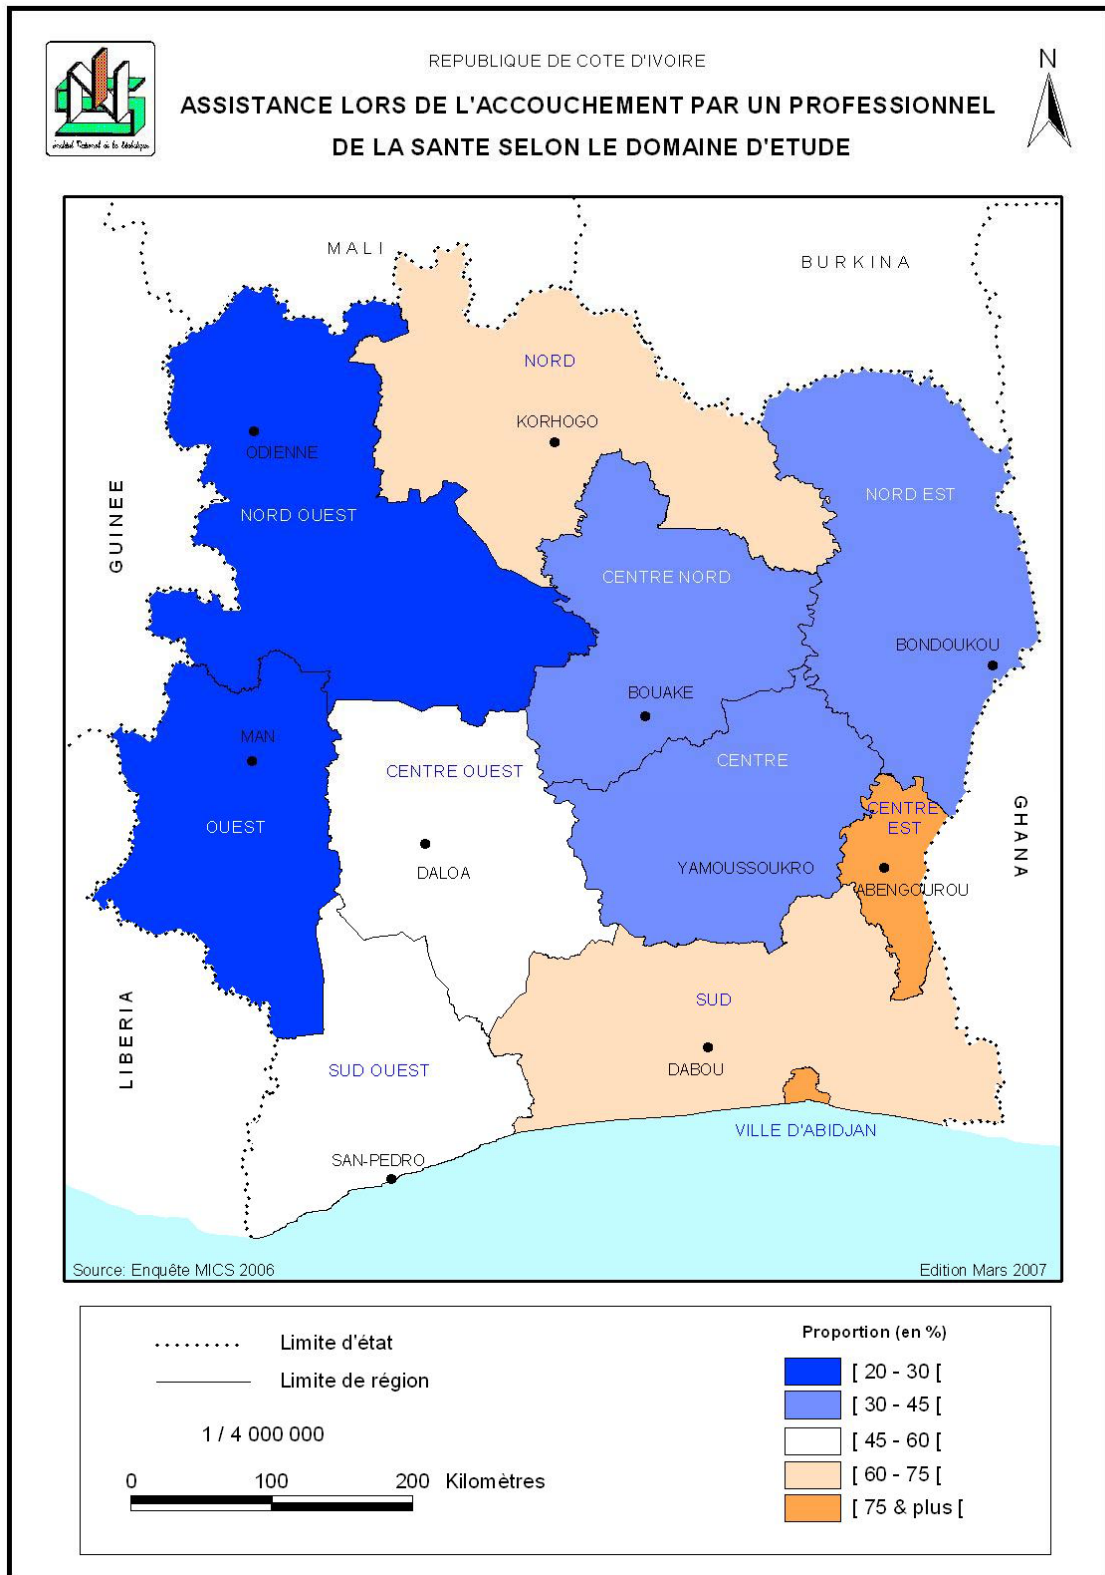 REPUBLIQUE DE COTE D'IVOIRE
N
ASSISTANCE LORS DE L'ACCOUCHEMENT PAR UN PROFESSIONNEL
DE LA SANTE SELON LE DOMAINE D'ETUDE
MALI
BURKINA
NORD
KORHOGO
ODIENNE
GUINEE
NORD OUEST
NORD EST
CENTRE NORD
BONDOUKOU
BOUAKE
MAN
CENTRE OUEST
CENTRE
OUEST
CENTRE
EST
GHANA
DALOA
YAMOUSSOUKRO
ABENGOUROU
LIBERIA
SUD
SUD OUEST
DABOU
VILLE D'ABIDJAN
SAN-PEDRO
Source: Enquête MICS 2006
Edition Mars 2007
Limite d'état
Limite de région
1 / 4 000 000
0 100 200 Kilomètres
Proportion (en %)
[ 20 - 30 [
[ 30 - 45 [
[ 45 - 60 [
[ 60 - 75 [
[ 75 & plus [